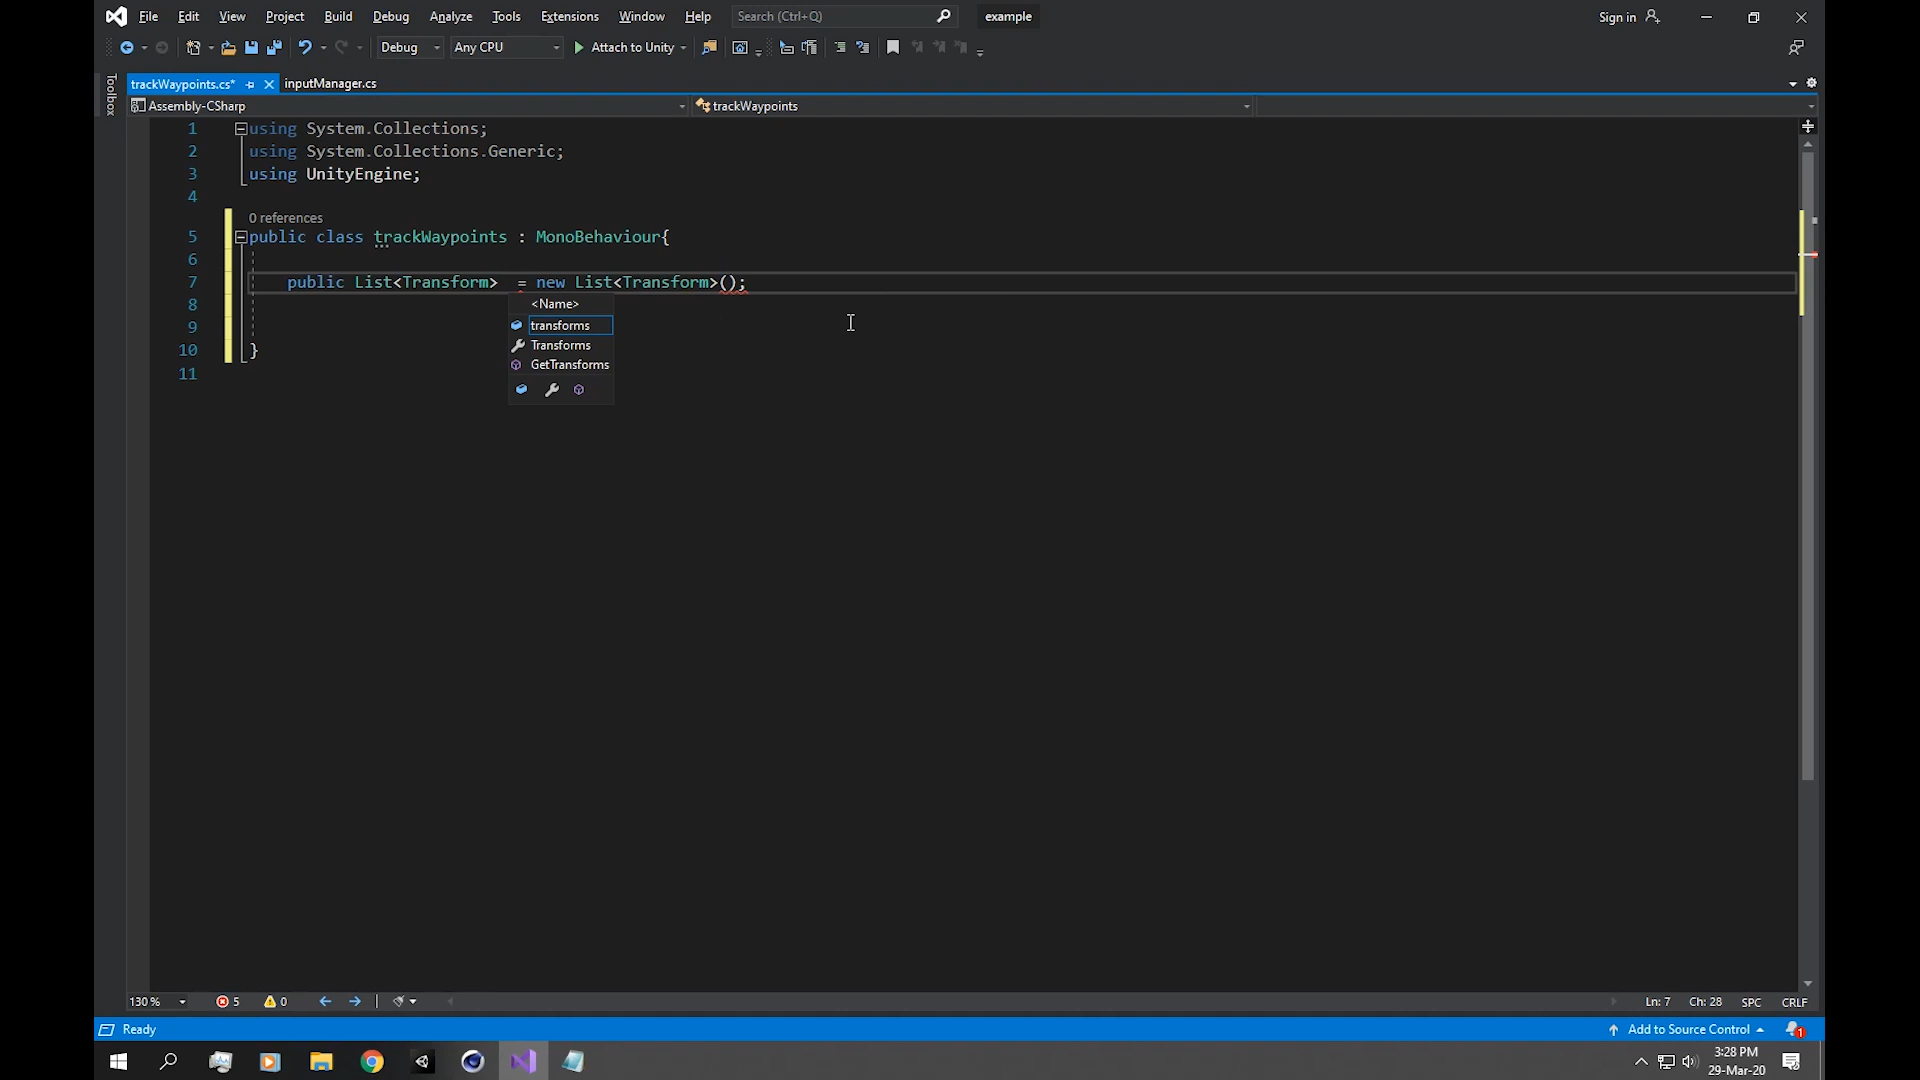 File Edit View Project Build Debug Analyze Tools Extensions Window Help Search (Ctrl+Q) example Sign in
Debug Any CPU Attach to Unity
Toolbox
trackWaypoints.cs* inputManager.cs
Assembly-CSharp trackWaypoints
1 using System.Collections;
2 using System.Collections.Generic;
3 using UnityEngine;
4
0 references
5 public class trackWaypoints : MonoBehaviour{
6
7 public List<Transform> = new List<Transform>();
8 <Name>
transforms
9
Transforms
10 }
GetTransforms
11
130 % 5 0 Ln: 7 Ch: 28 SPC CRLF
Ready Add to Source Control 1
3:28 PM
29-Mar-20